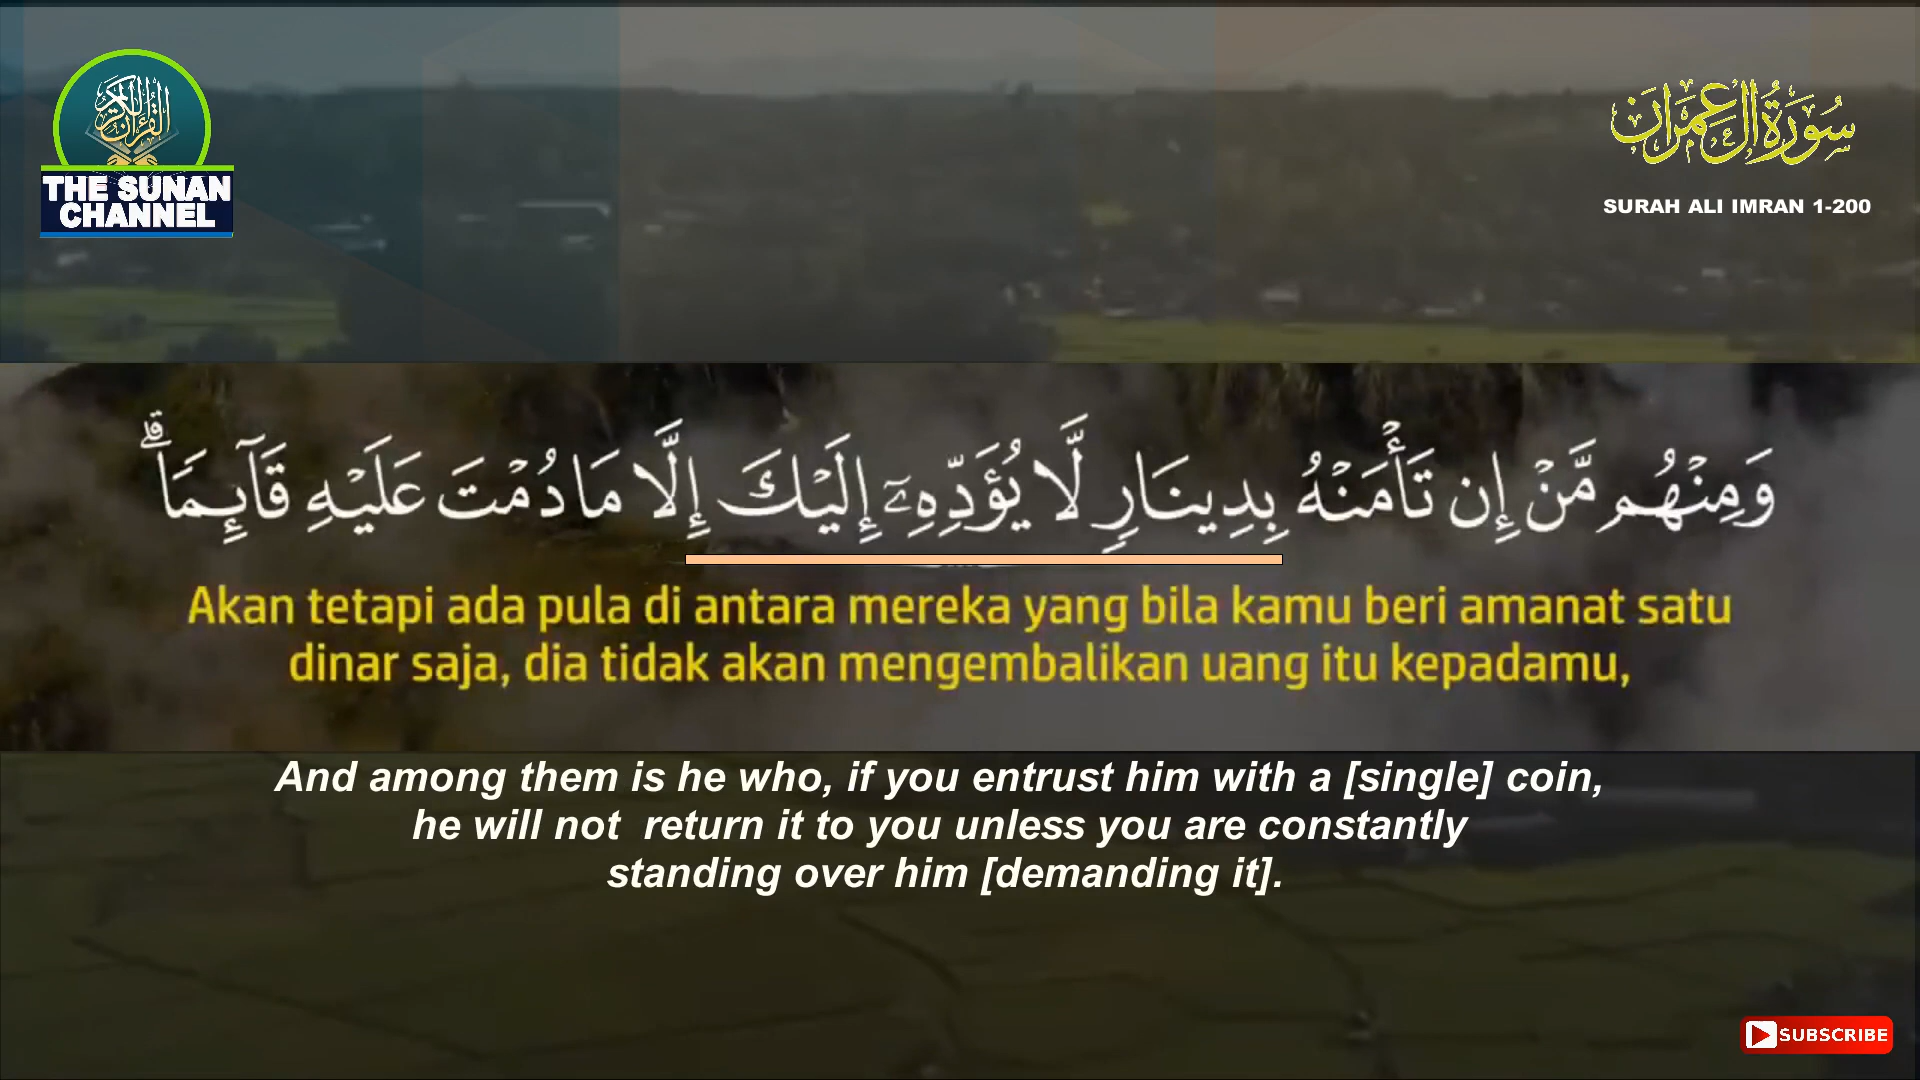 القرآن الكريم
THE SUNAN
CHANNEL
سُورَةُ آلِ عِمْرَان
SURAH ALI IMRAN 1-200
وَمِنْهُم مَّنْ إِن تَأْمَنْهُ بِدِينَارٍ لَّا يُؤَدِّهِۦٓ إِلَيْكَ إِلَّا مَا دُمْتَ عَلَيْهِ قَآئِمًا ۗ
Akan tetapi ada pula di antara mereka yang bila kamu beri amanat satu
dinar saja, dia tidak akan mengembalikan uang itu kepadamu,
And among them is he who, if you entrust him with a [single] coin,
he will not return it to you unless you are constantly
standing over him [demanding it].
SUBSCRIBE